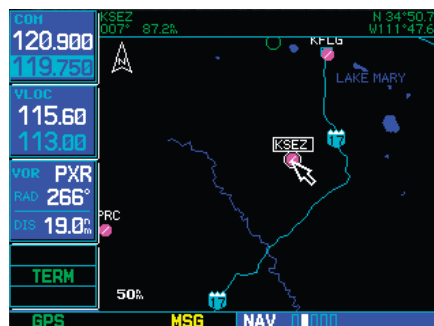 COM
120.900
119.750
VLOC
115.60
113.00
VOR PXR
RAD 266°
DIS 19.0nm
TERM
GPS
KSEZ
007° 87.2nm
N 34°50.7
W111°47.6
KFLG
LAKE MARY
17
KSEZ
PRC
17
50nm
MSG
NAV